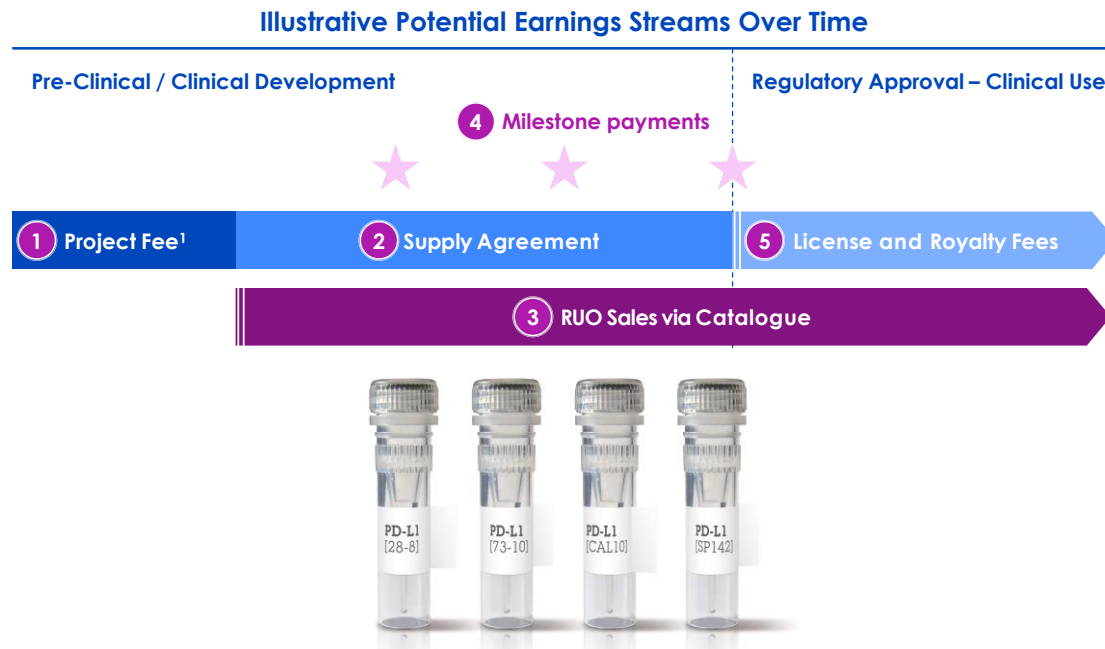 Illustrative Potential Earnings Streams Over Time
Pre-Clinical / Clinical Development
Regulatory Approval – Clinical Use
4 Milestone payments
1 Project Fee¹
2 Supply Agreement
5 License and Royalty Fees
3 RUO Sales via Catalogue
PD-L1
[28-8]
PD-L1
[73-10]
PD-L1
[CAL10]
PD-L1
[SP142]